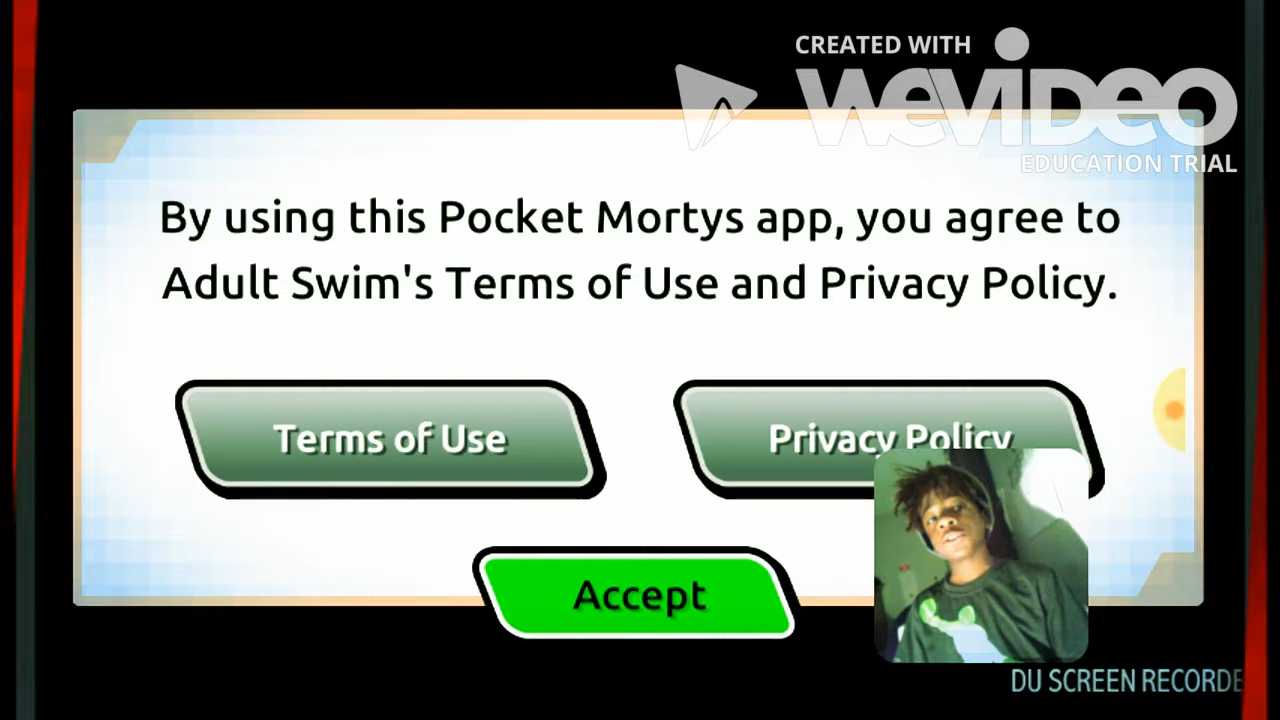 CREATED WITH
WEVIDEO
EDUCATION TRIAL
By using this Pocket Mortys app, you agree to
Adult Swim's Terms of Use and Privacy Policy.
Terms of Use
Privacy Policy
Accept
DU SCREEN RECORDE